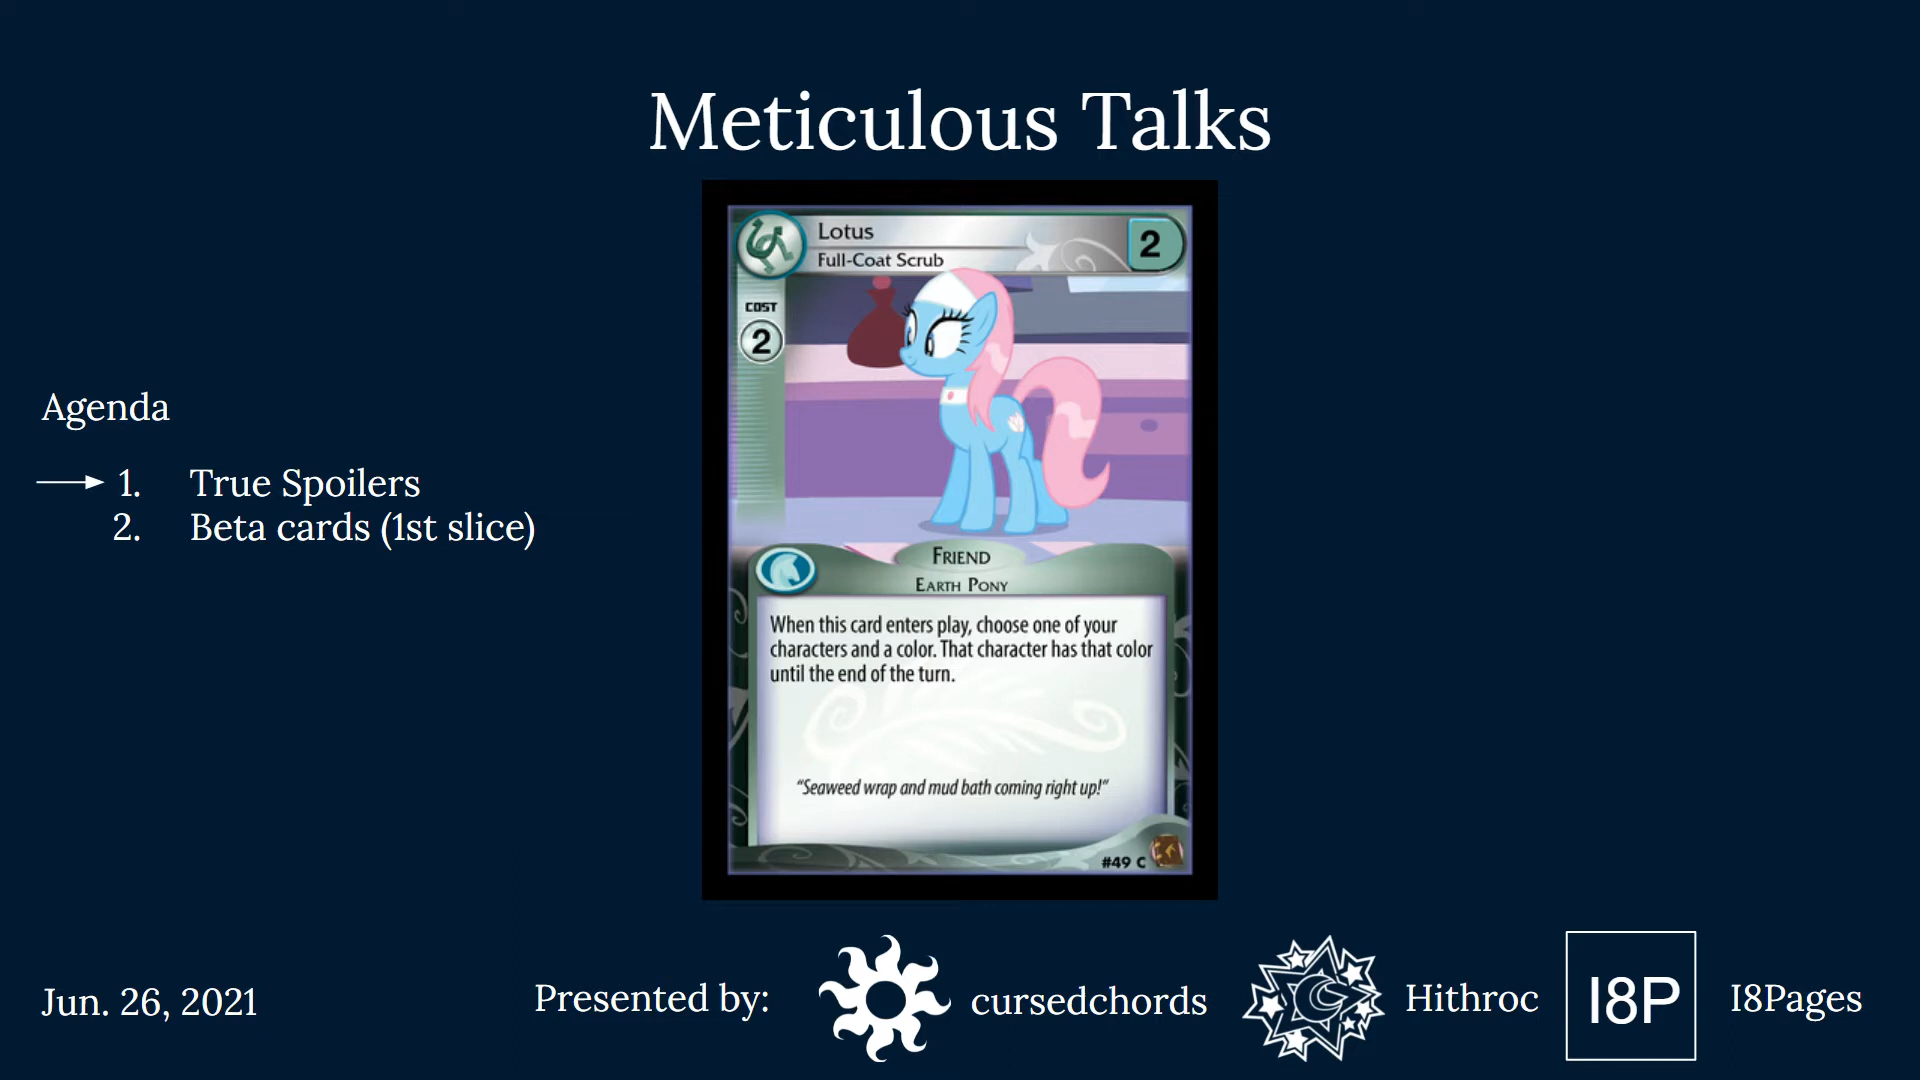 Meticulous Talks
Lotus
2
Full-Coat Scrub
COST
2
Agenda
1. True Spoilers
2. Beta cards (1st slice)
FRIEND
EARTH PONY
When this card enters play, choose one of your
characters and a color. That character has that color
until the end of the turn.
"Seaweed wrap and mud bath coming right up!"
#49 C
Jun. 26, 2021
Presented by:
cursedchords
Hithroc
I8P
I8Pages